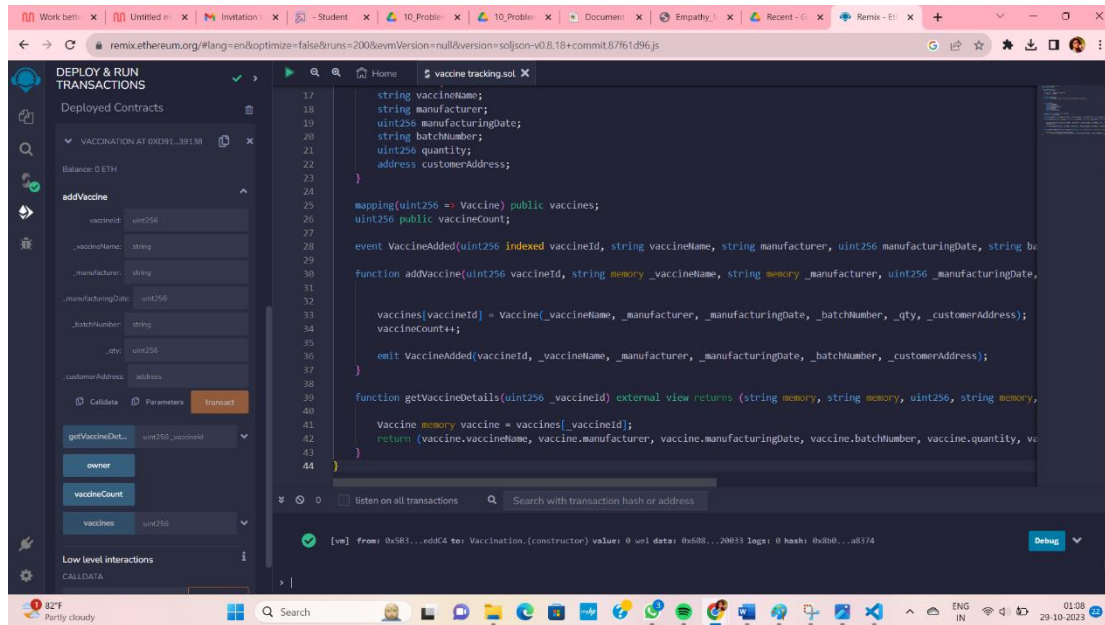 Work bette
Untitled m
Invitation t
- Student
10_Problem
10_Problem
Document
Empathy_M
Recent - G
Remix - Eth
remix.ethereum.org/#lang=en&optimize=false&runs=200&evmVersion=null&version=soljson-v0.8.18+commit.87f61d96.js
DEPLOY & RUN
TRANSACTIONS
Deployed Contracts
VACCINATION AT 0XD91...39138
Balance: 0 ETH
addVaccine
vaccineId: uint256
_vaccineName: string
_manufacturer: string
_manufacturingDate: uint256
_batchNumber: string
_qty: uint256
_customerAddress: address
Calldata
Parameters
transact
getVaccineDet...
uint256 _vaccineId
owner
vaccineCount
vaccines
uint256
Low level interactions
CALLDATA
Home
vaccine tracking.sol
17 string vaccineName;
18 string manufacturer;
19 uint256 manufacturingDate;
20 string batchNumber;
21 uint256 quantity;
22 address customerAddress;
23 }
24
25 mapping(uint256 => Vaccine) public vaccines;
26 uint256 public vaccineCount;
27
28 event VaccineAdded(uint256 indexed vaccineId, string vaccineName, string manufacturer, uint256 manufacturingDate, string ba
29
30 function addVaccine(uint256 vaccineId, string memory _vaccineName, string memory _manufacturer, uint256 _manufacturingDate,
31
32
33 vaccines[vaccineId] = Vaccine(_vaccineName, _manufacturer, _manufacturingDate, _batchNumber, _qty, _customerAddress);
34 vaccineCount++;
35
36 emit VaccineAdded(vaccineId, _vaccineName, _manufacturer, _manufacturingDate, _batchNumber, _customerAddress);
37 }
38
39 function getVaccineDetails(uint256 _vaccineId) external view returns (string memory, string memory, uint256, string memory,
40
41 Vaccine memory vaccine = vaccines[_vaccineId];
42 return (vaccine.vaccineName, vaccine.manufacturer, vaccine.manufacturingDate, vaccine.batchNumber, vaccine.quantity, va
43 }
44 }
0
listen on all transactions
Search with transaction hash or address
[vm] from: 0x5B3...eddC4 to: Vaccination.(constructor) value: 0 wei data: 0x608...20033 logs: 0 hash: 0x8b0...a8374
Debug
>
82°F
Partly cloudy
Search
ENG
IN
01:08
29-10-2023
22